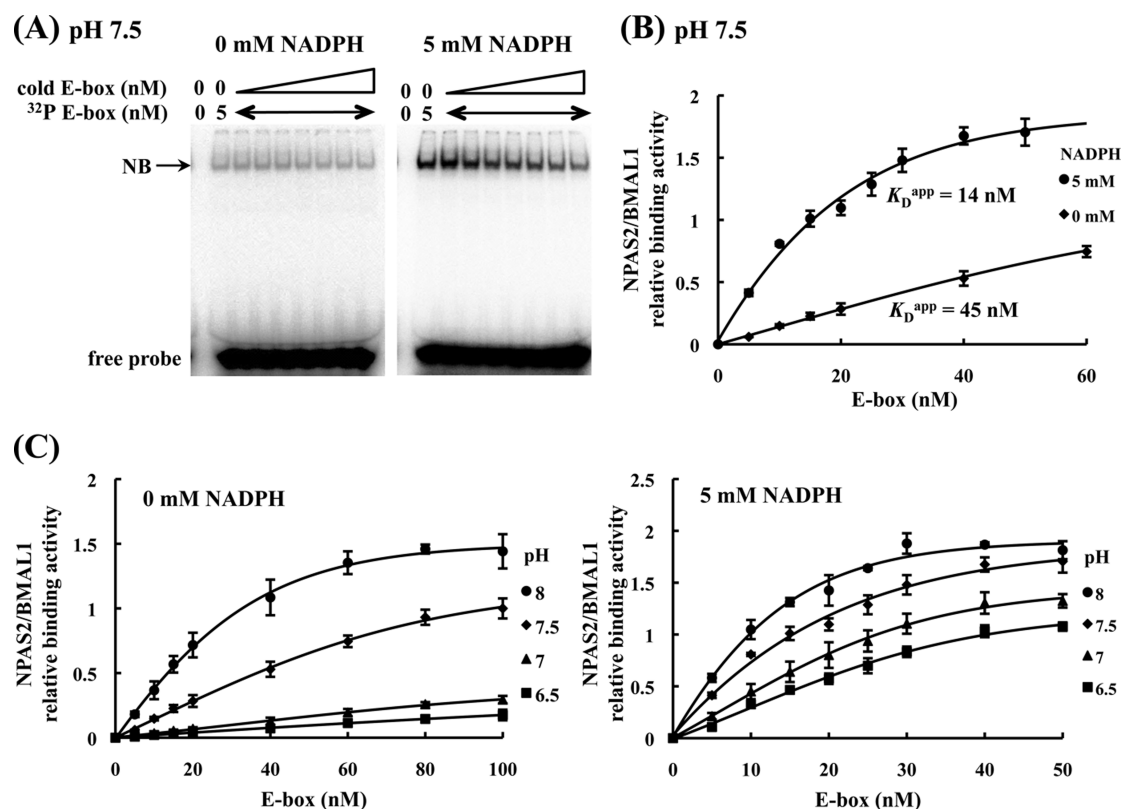 (A) pH 7.5
0 mM NADPH
5 mM NADPH
cold E-box (nM)
0 0
0 0
³²P E-box (nM)
0 5
0 5
NB
free probe
(B) pH 7.5
NPAS2/BMAL1
relative binding activity
2
1.5
1
0.5
0
0 20 40 60
E-box (nM)
NADPH
5 mM
0 mM
K_D^app = 14 nM
K_D^app = 45 nM
(C)
0 mM NADPH
NPAS2/BMAL1
relative binding activity
2
1.5
1
0.5
0
0 20 40 60 80 100
E-box (nM)
pH
8
7.5
7
6.5
5 mM NADPH
NPAS2/BMAL1
relative binding activity
2.5
2
1.5
1
0.5
0
0 10 20 30 40 50
E-box (nM)
pH
8
7.5
7
6.5